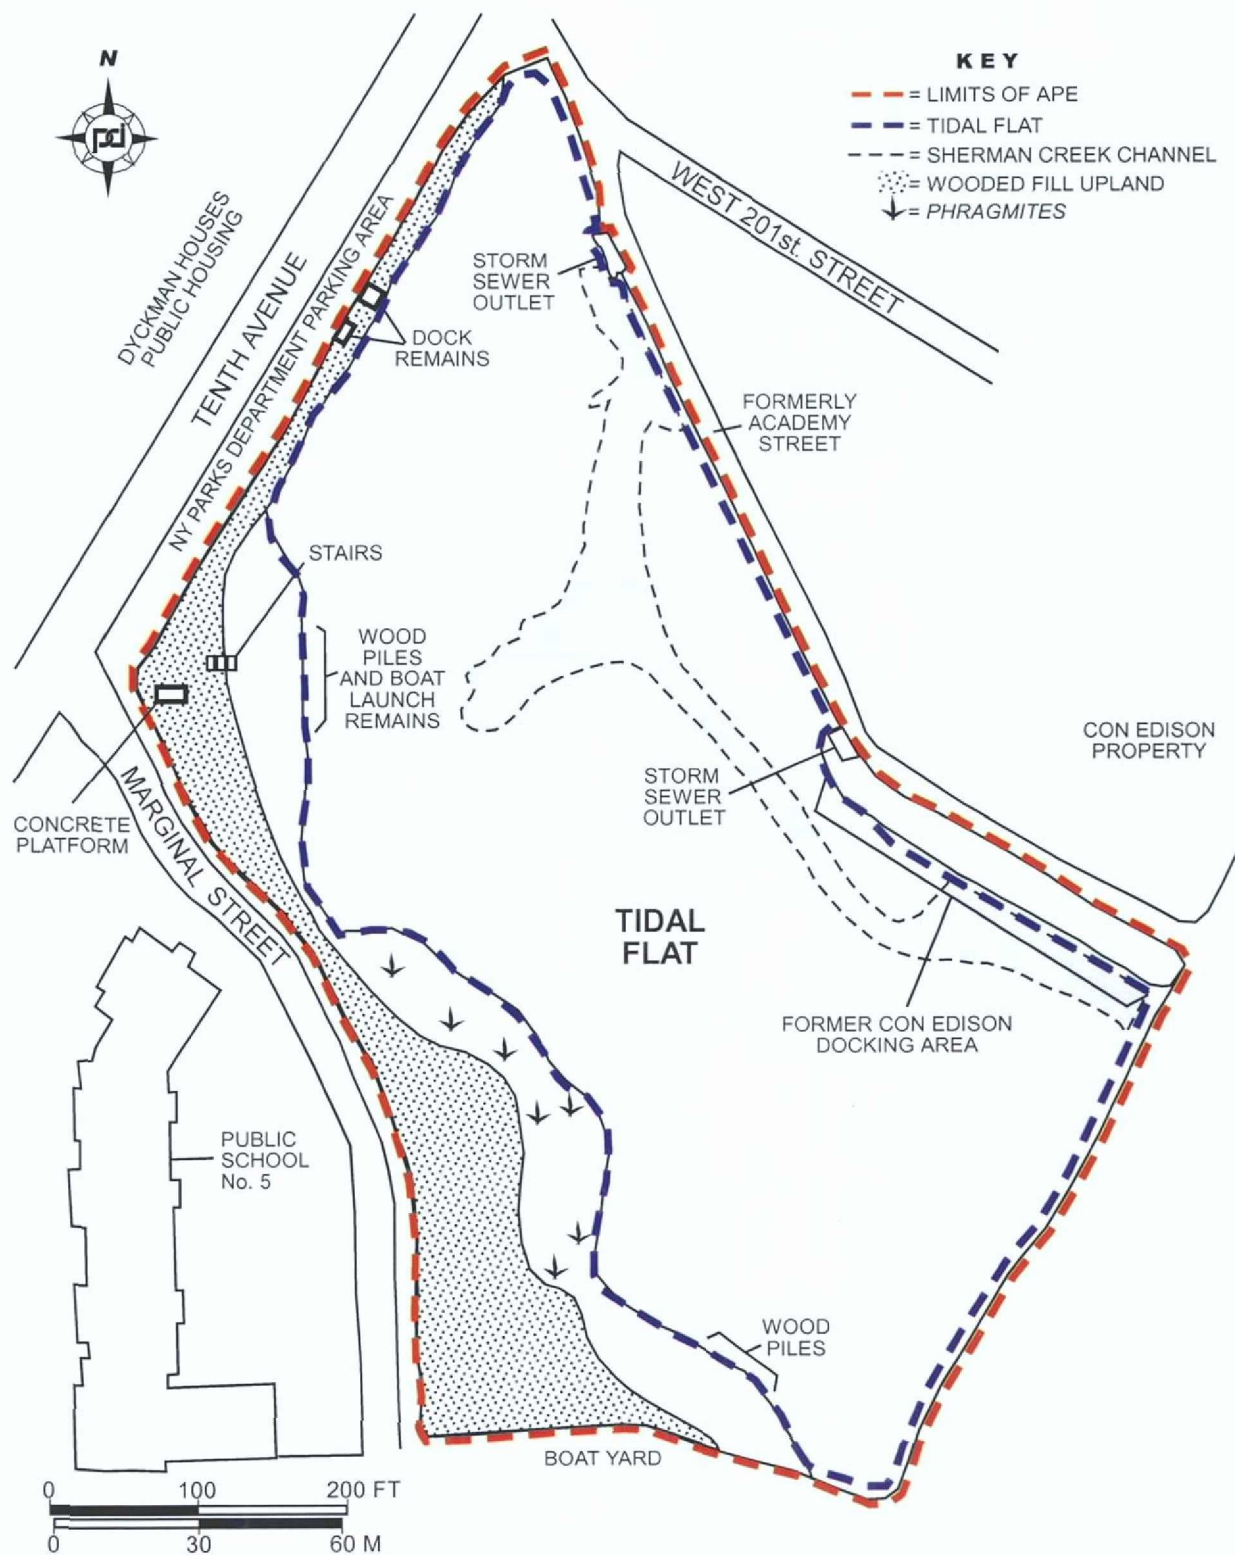 N
pci
KEY
= LIMITS OF APE
= TIDAL FLAT
= SHERMAN CREEK CHANNEL
= WOODED FILL UPLAND
= PHRAGMITES
DYCKMAN HOUSES
PUBLIC HOUSING
TENTH AVENUE
NY PARKS DEPARTMENT PARKING AREA
WEST 201st. STREET
STORM
SEWER
OUTLET
DOCK
REMAINS
FORMERLY
ACADEMY
STREET
STAIRS
WOOD
PILES
AND BOAT
LAUNCH
REMAINS
CON EDISON
PROPERTY
STORM
SEWER
OUTLET
CONCRETE
PLATFORM
MARGINAL STREET
TIDAL
FLAT
FORMER CON EDISON
DOCKING AREA
PUBLIC
SCHOOL
No. 5
WOOD
PILES
BOAT YARD
0 100 200 FT
0 30 60 M